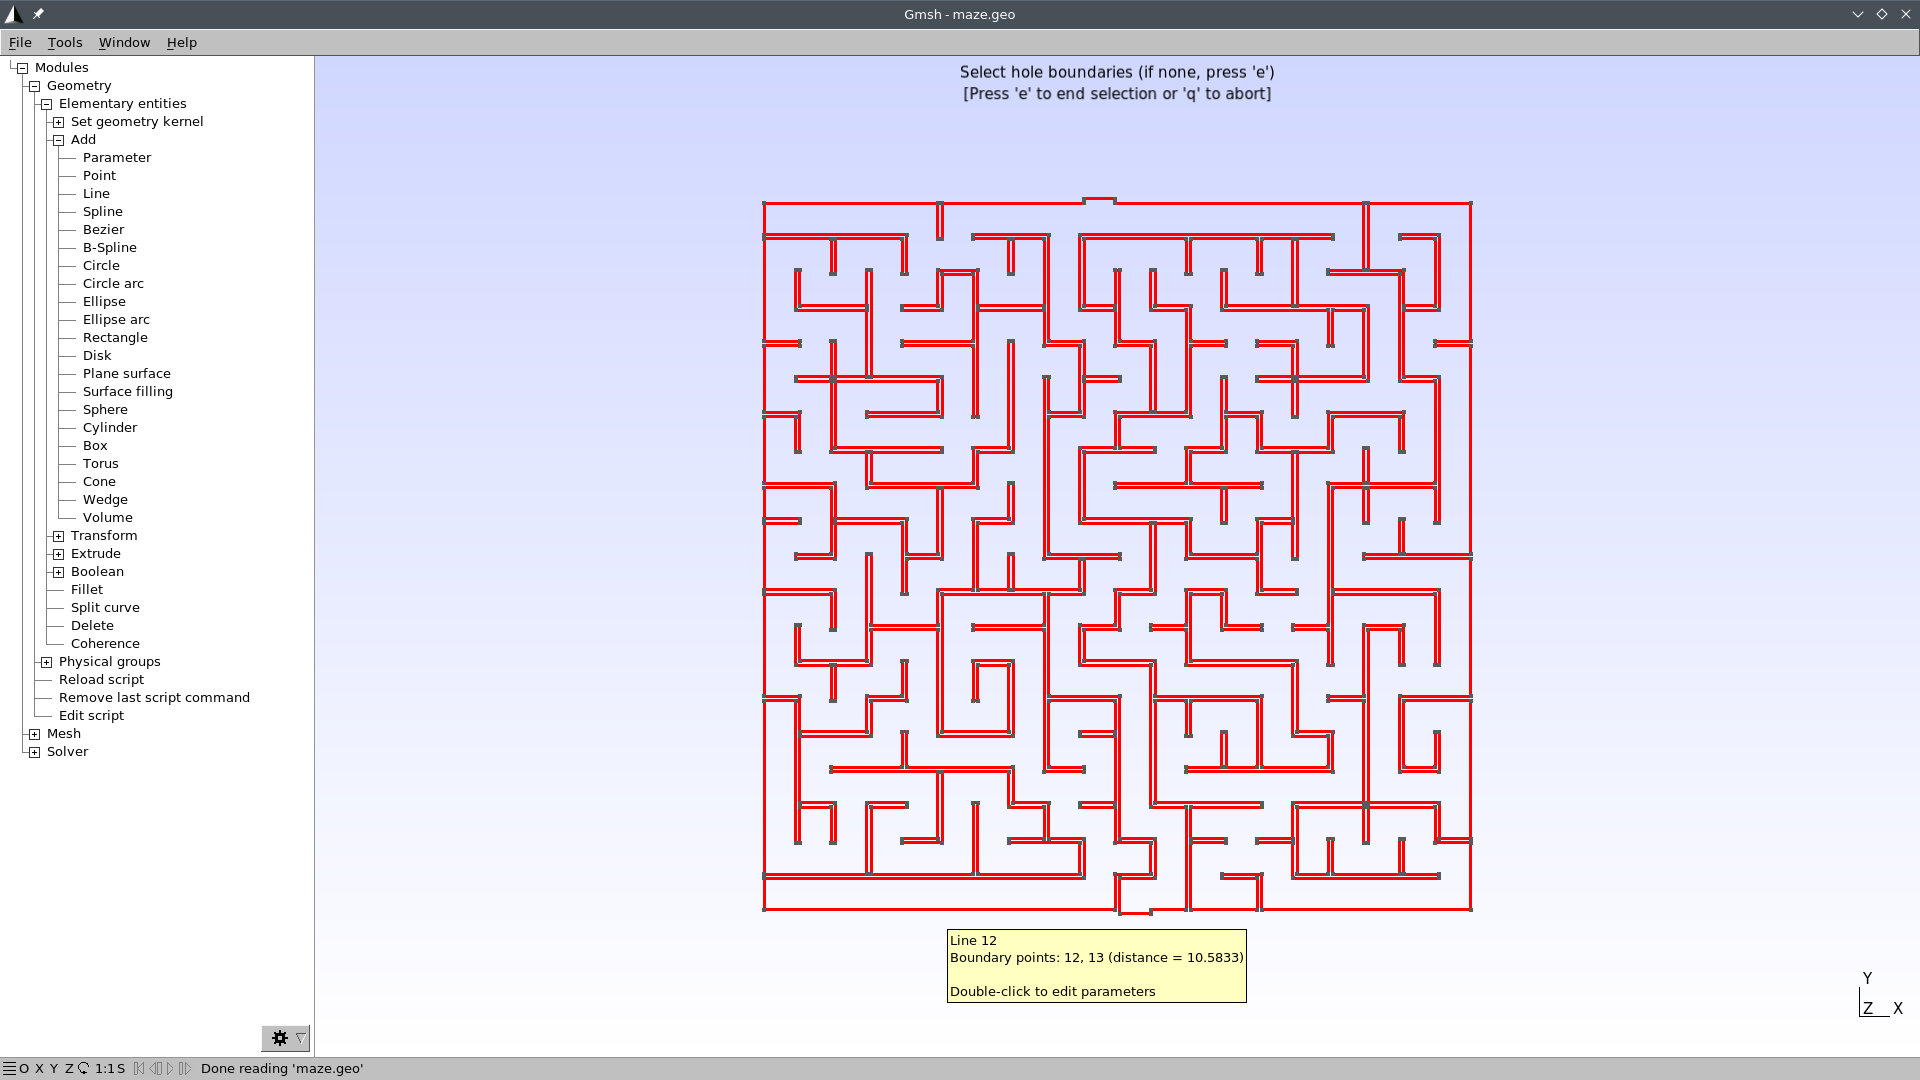 Gmsh - maze.geo
File Tools Window Help
Modules
Geometry
Elementary entities
Set geometry kernel
Add
Parameter
Point
Line
Spline
Bezier
B-Spline
Circle
Circle arc
Ellipse
Ellipse arc
Rectangle
Disk
Plane surface
Surface filling
Sphere
Cylinder
Box
Torus
Cone
Wedge
Volume
Transform
Extrude
Boolean
Fillet
Split curve
Delete
Coherence
Physical groups
Reload script
Remove last script command
Edit script
Mesh
Solver
Select hole boundaries (if none, press 'e')
[Press 'e' to end selection or 'q' to abort]
Line 12
Boundary points: 12, 13 (distance = 10.5833)
Double-click to edit parameters
Y
Z X
O X Y Z 1:1 S Done reading 'maze.geo'